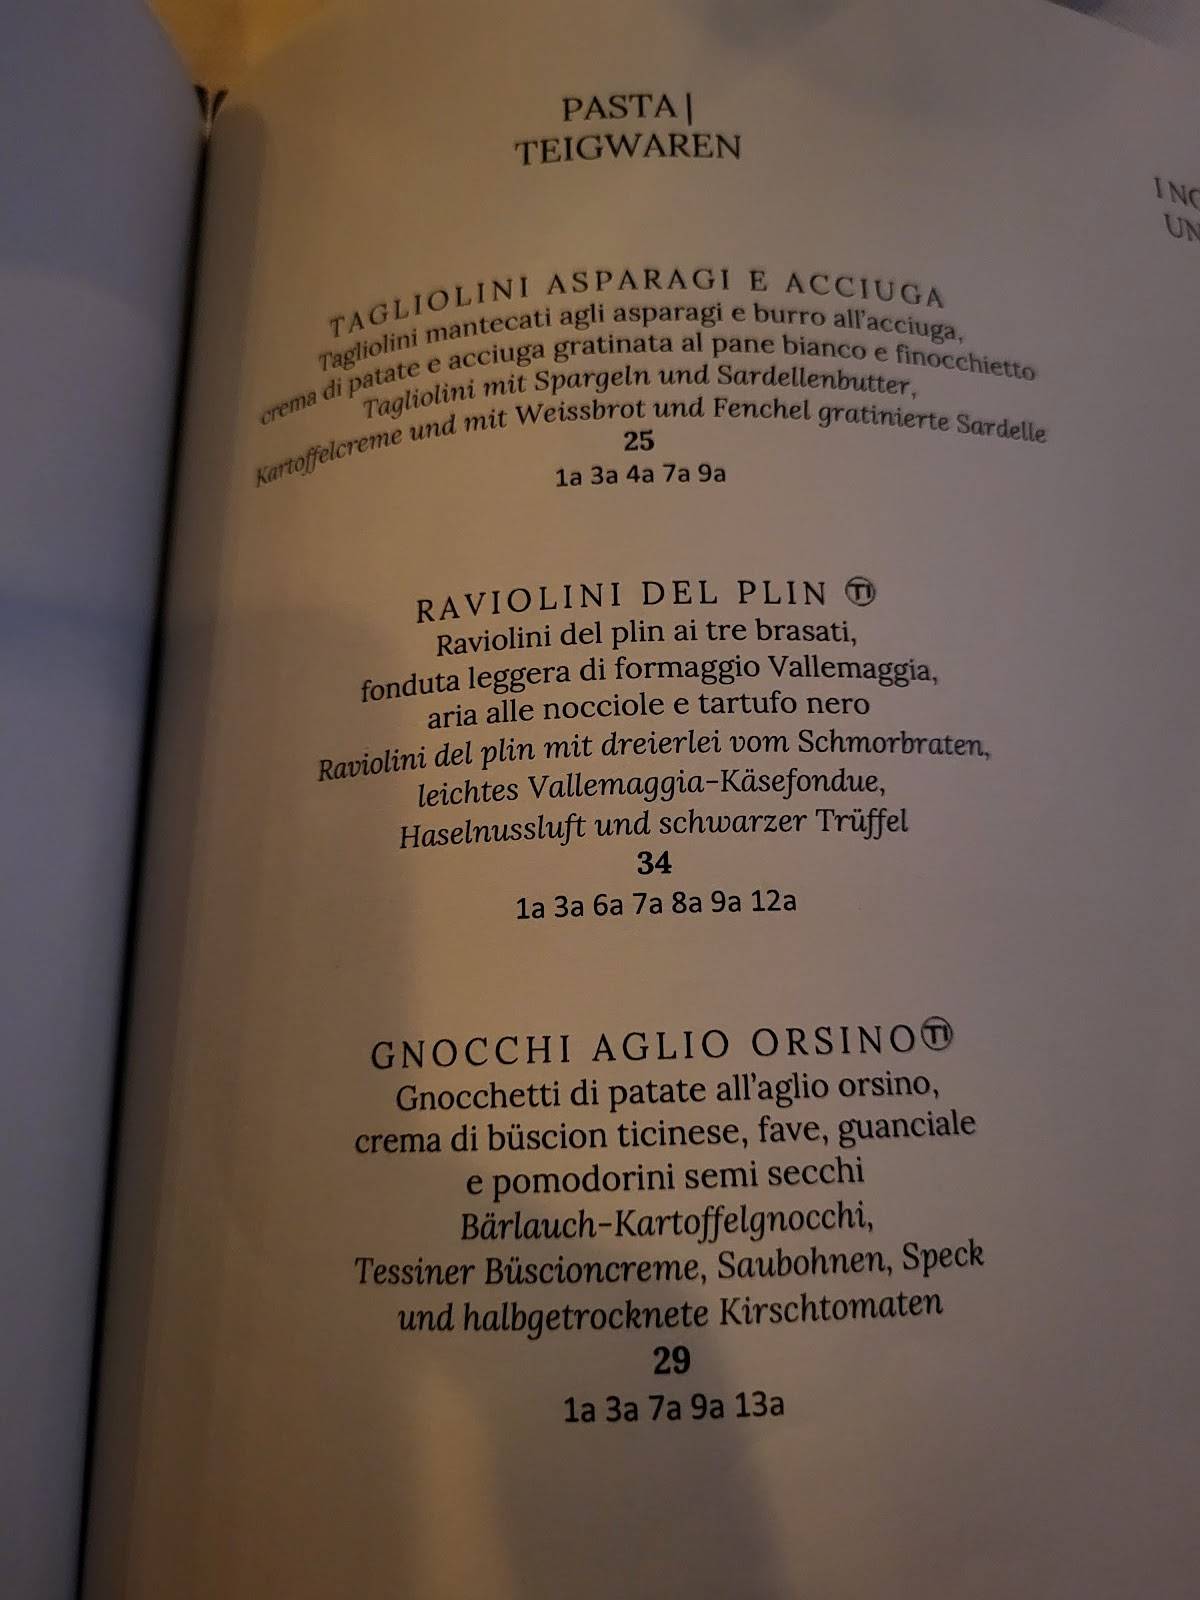 PASTA|
TEIGWAREN
INC
UN
TAGLIOLINI ASPARAGI E ACCIUGA
Tagliolini mantecati agli asparagi e burro all'acciuga,
crema di patate e acciuga gratinata al pane bianco e finocchietto
Tagliolini mit Spargeln und Sardellenbutter,
Kartoffelcreme und mit Weissbrot und Fenchel gratinierte Sardelle
25
1a 3a 4a 7a 9a
RAVIOLINI DEL PLIN TI
Raviolini del plin ai tre brasati,
fonduta leggera di formaggio Vallemaggia,
aria alle nocciole e tartufo nero
Raviolini del plin mit dreierlei vom Schmorbraten,
leichtes Vallemaggia-Käsefondue,
Haselnussluft und schwarzer Trüffel
34
1a 3a 6a 7a 8a 9a 12a
GNOCCHI AGLIO ORSINO TI
Gnocchetti di patate all'aglio orsino,
crema di büscion ticinese, fave, guanciale
e pomodorini semi secchi
Bärlauch-Kartoffelgnocchi,
Tessiner Büscioncreme, Saubohnen, Speck
und halbgetrocknete Kirschtomaten
29
1a 3a 7a 9a 13a